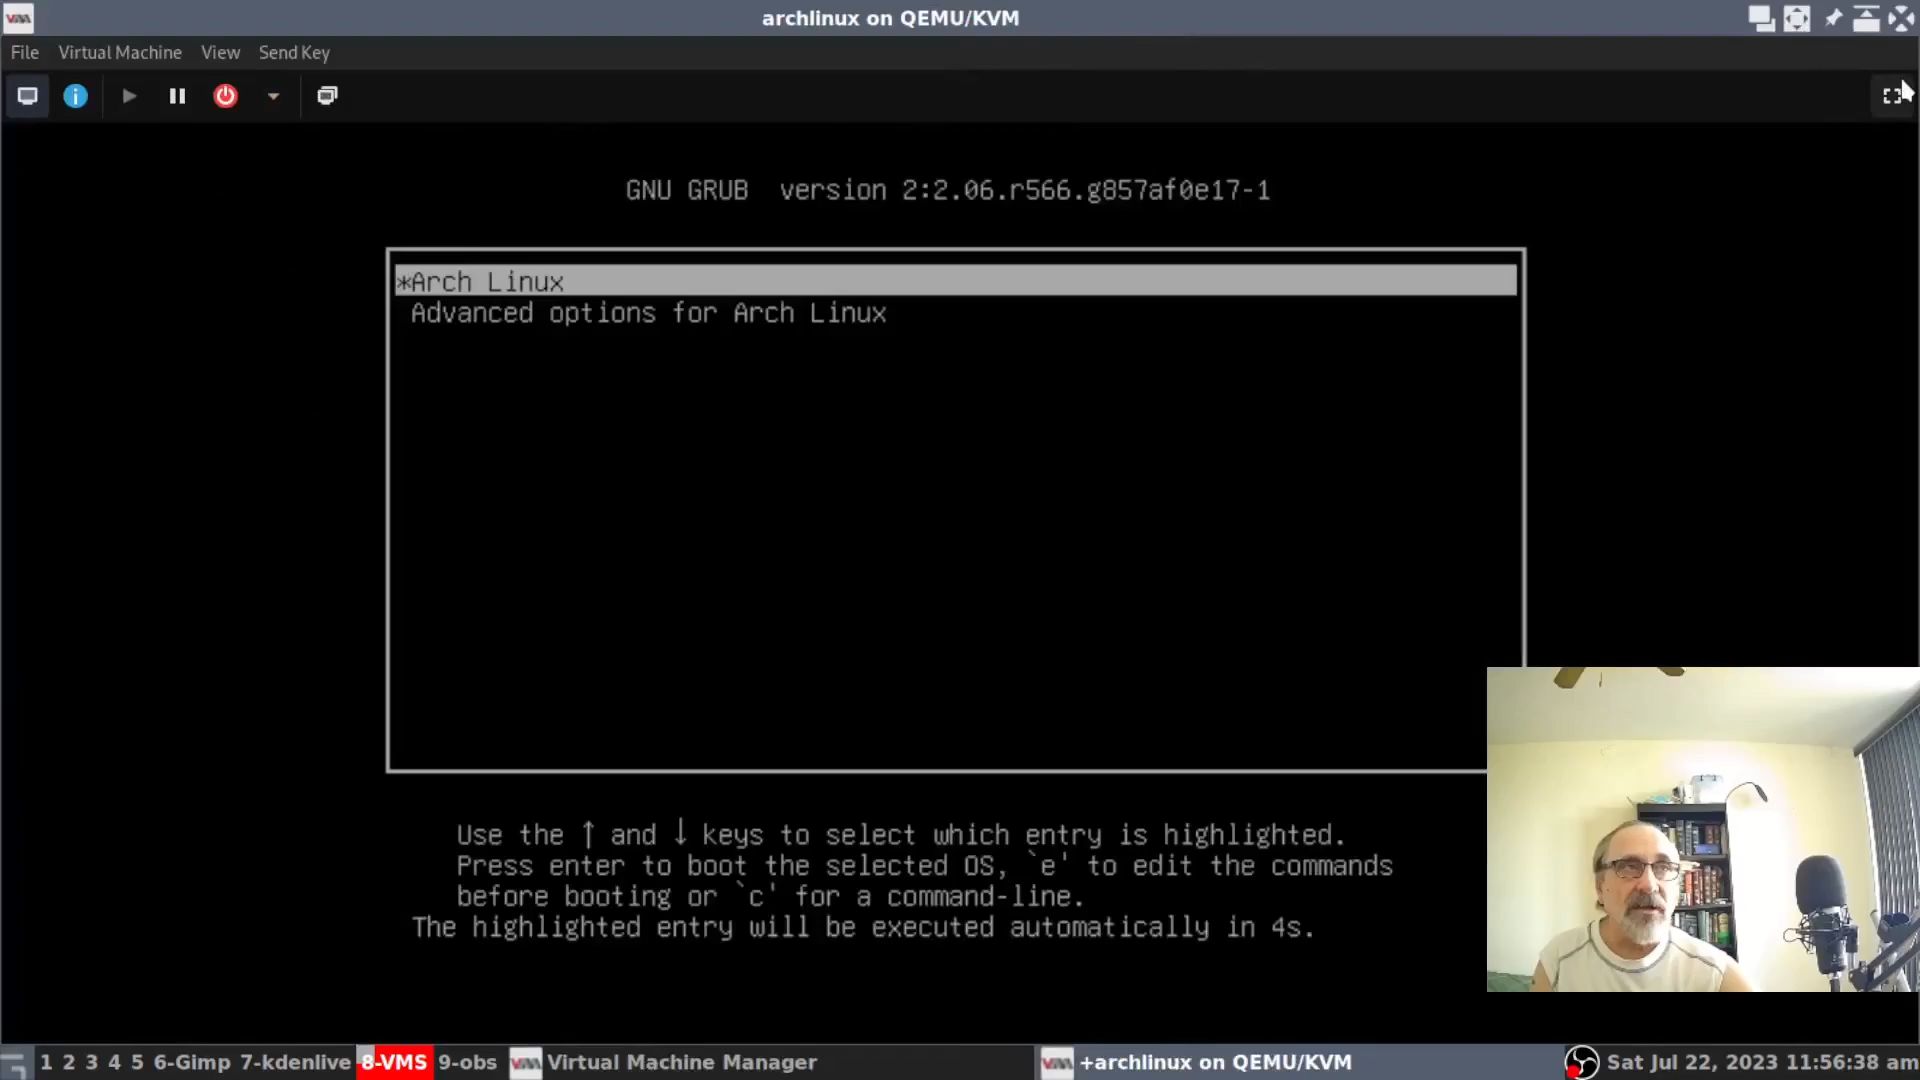 archlinux on QEMU/KVM
File Virtual Machine View Send Key
GNU GRUB version 2:2.06.r566.g857af0e17-1
*Arch Linux
Advanced options for Arch Linux
Use the ↑ and ↓ keys to select which entry is highlighted.
Press enter to boot the selected OS, `e' to edit the commands
before booting or `c' for a command-line.
The highlighted entry will be executed automatically in 4s.
1 2 3 4 5 6-Gimp 7-kdenlive 8-VMS 9-obs Virtual Machine Manager +archlinux on QEMU/KVM Sat Jul 22, 2023 11:56:38 am